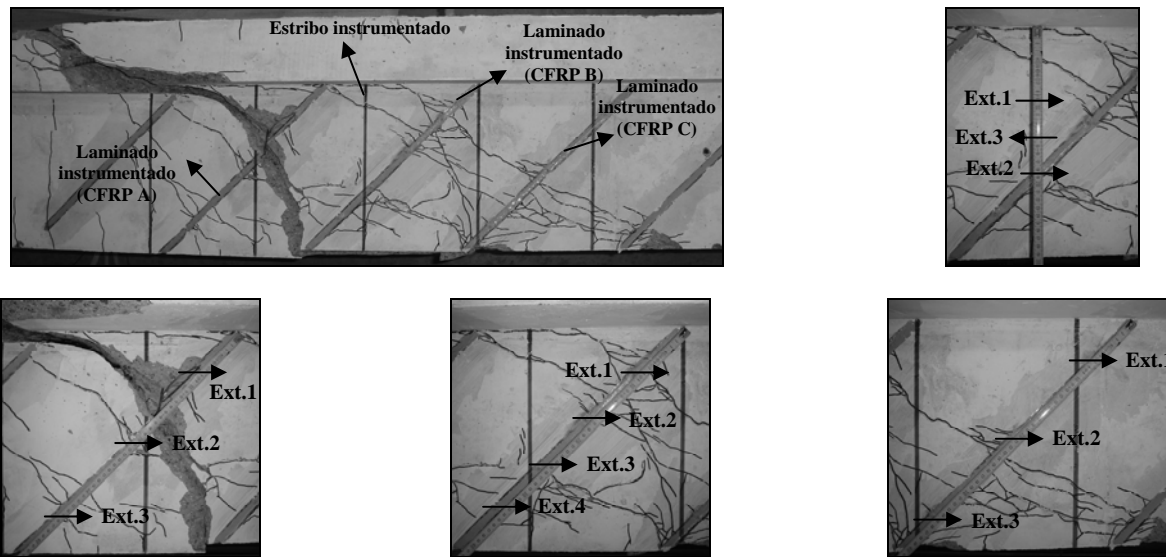 Estribo instrumentado
Laminado
instrumentado
(CFRP B)
Laminado
instrumentado
(CFRP C)
Laminado
instrumentado
(CFRP A)
Ext.1
Ext.3
Ext.2
Ext.1
Ext.2
Ext.3
Ext.1
Ext.2
Ext.3
Ext.4
Ext.1
Ext.2
Ext.3